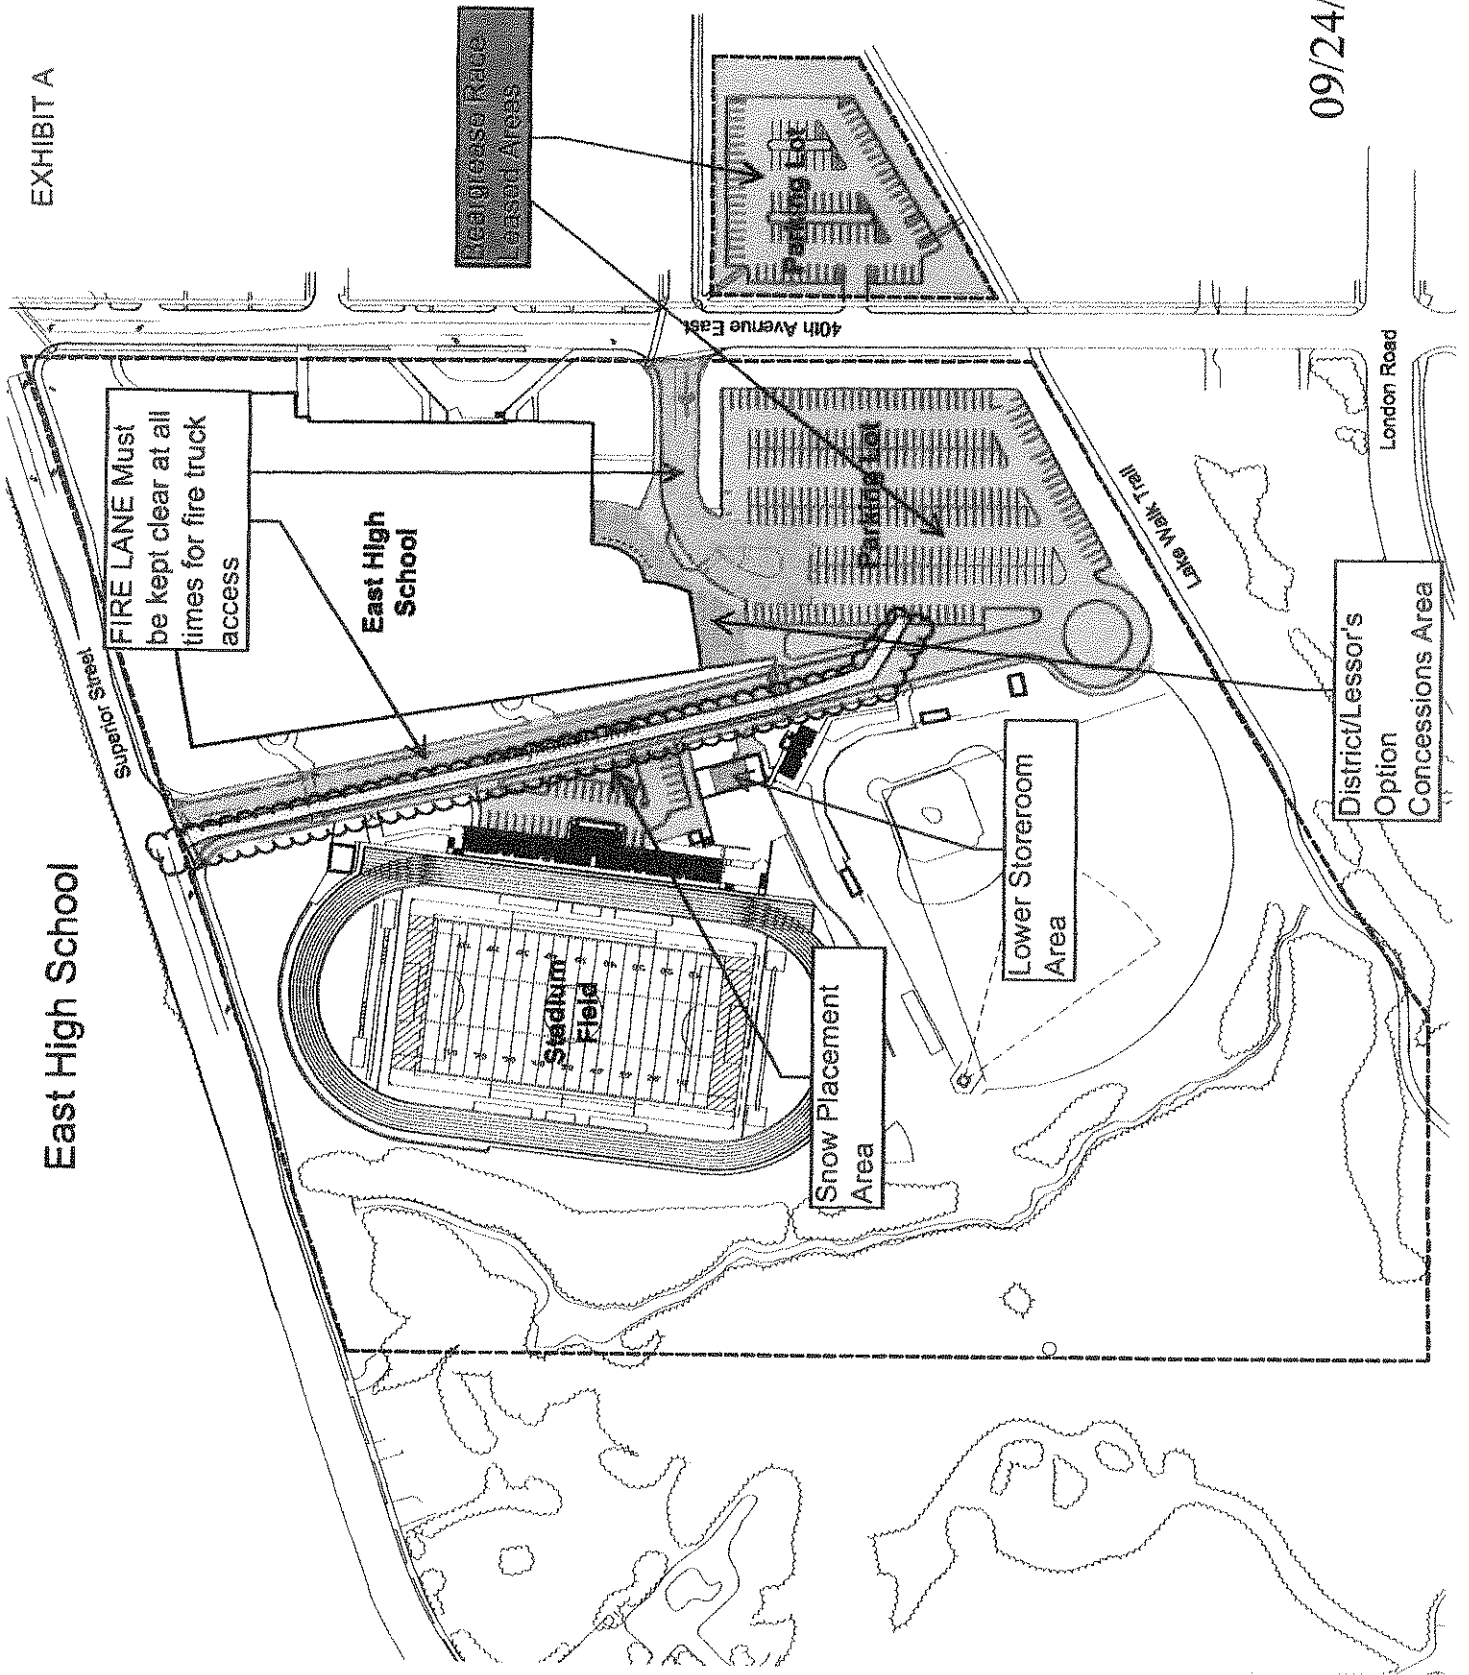 EXHIBIT A
East High School
Beargrease Race
Leased Areas
FIRE LANE Must
be kept clear at all
times for fire truck
access
Superior Street
East High
School
40th Avenue East
Parking Lot
Parking Lot
Lake Walk Trail
London Road
Stadium
Field
Snow Placement
Area
Lower Storeroom
Area
District/Lessor's
Option
Concessions Area
09/24/